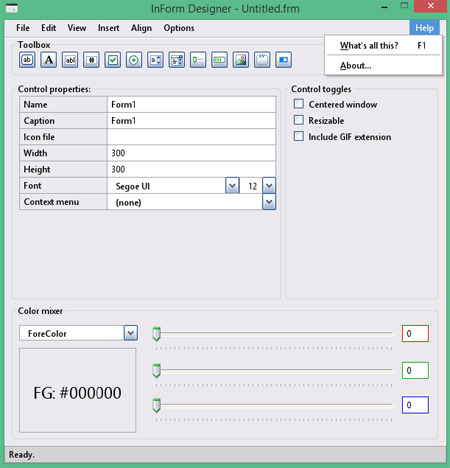 InForm Designer - Untitled.frm
File Edit View Insert Align Options Help
What's all this? F1
About...
Toolbox
Control properties:
Name Form1
Caption Form1
Icon file
Width 300
Height 300
Font Segoe UI 12
Context menu (none)
Control toggles
Centered window
Resizable
Include GIF extension
Color mixer
ForeColor
0
FG: #000000
0
0
Ready.